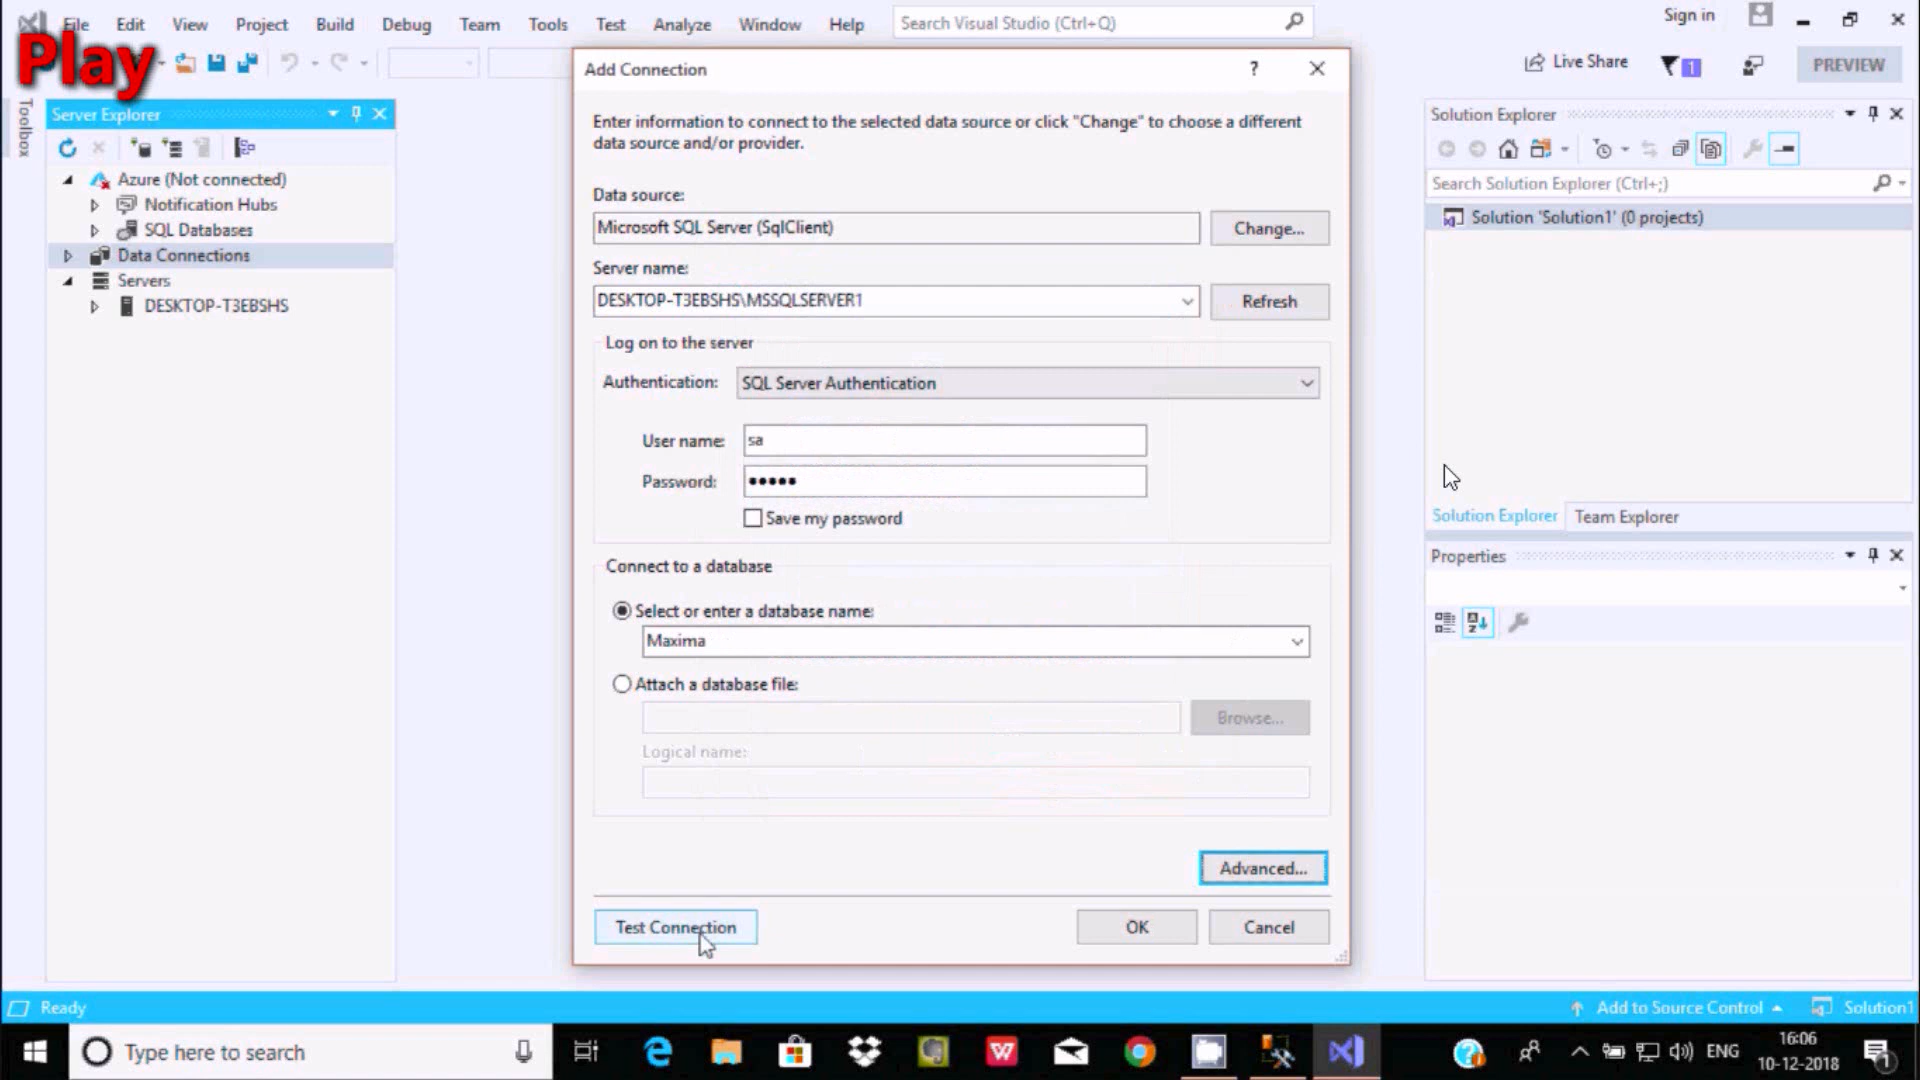 File Edit View Project Build Debug Team Tools Test Analyze Window Help
Search Visual Studio (Ctrl+Q)
Sign in
Play
Live Share
1
PREVIEW
Toolbox
Server Explorer
Azure (Not connected)
Notification Hubs
SQL Databases
Data Connections
Servers
DESKTOP-T3EBSHS
Add Connection
?
Enter information to connect to the selected data source or click "Change" to choose a different
data source and/or provider.
Data source:
Microsoft SQL Server (SqlClient)
Change...
Server name:
DESKTOP-T3EBSHS\MSSQLSERVER1
Refresh
Log on to the server
Authentication:
SQL Server Authentication
User name:
sa
Password:
•••••
Save my password
Connect to a database
Select or enter a database name:
Maxima
Attach a database file:
Browse...
Logical name:
Advanced...
Test Connection
OK
Cancel
Solution Explorer
Search Solution Explorer (Ctrl+;)
Solution 'Solution1' (0 projects)
Solution Explorer Team Explorer
Properties
Ready
Add to Source Control
Solution1
Type here to search
ENG
16:06
10-12-2018
1